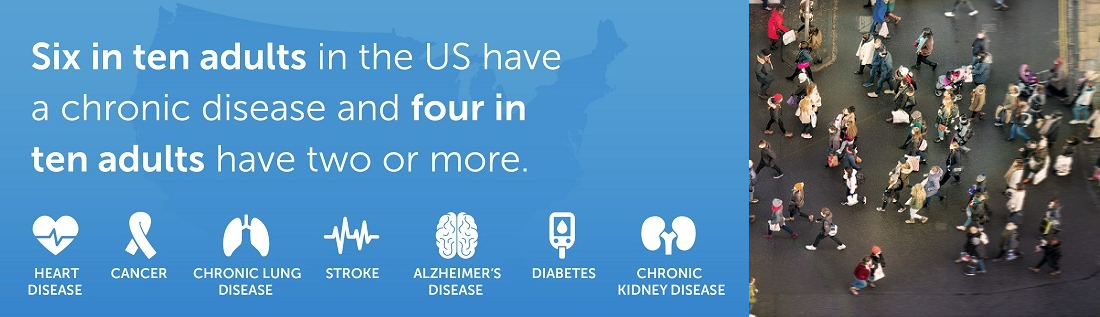 Six in ten adults in the US have
a chronic disease and four in
ten adults have two or more.
HEART
DISEASE
CANCER
CHRONIC LUNG
DISEASE
STROKE
ALZHEIMER'S
DISEASE
DIABETES
CHRONIC
KIDNEY DISEASE